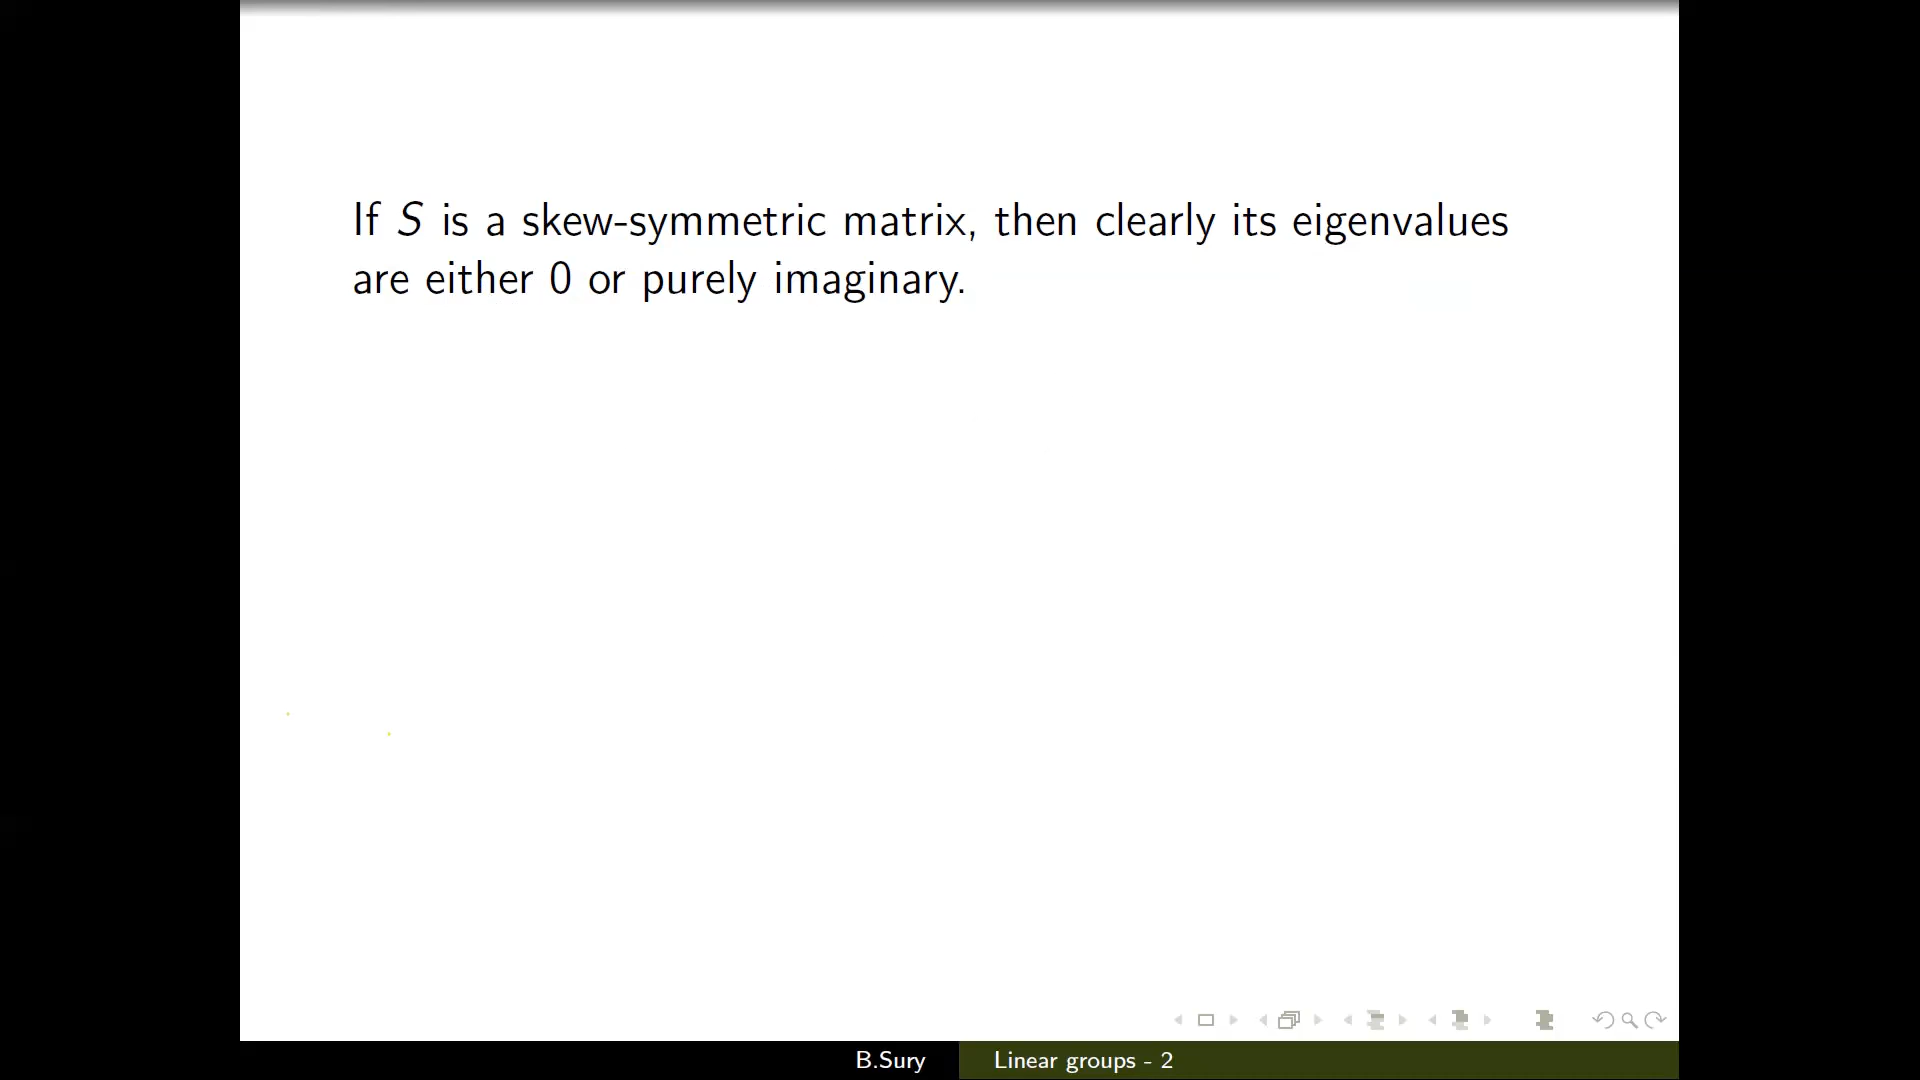 If S is a skew-symmetric matrix, then clearly its eigenvalues
are either 0 or purely imaginary.
B.Sury
Linear groups - 2